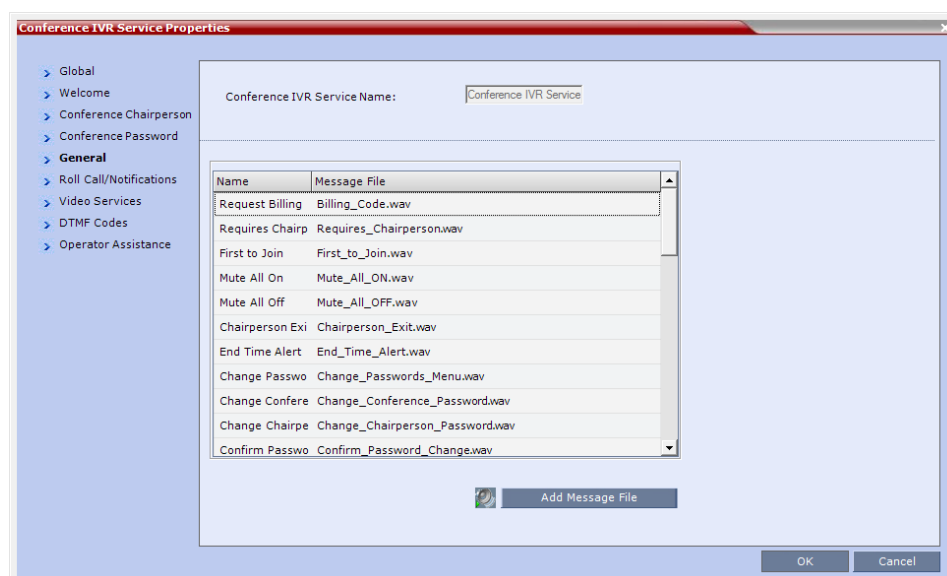 Conference IVR Service Properties
Global
Welcome
Conference Chairperson
Conference Password
General
Roll Call/Notifications
Video Services
DTMF Codes
Operator Assistance
Conference IVR Service Name: Conference IVR Service
Name Message File
Request Billing Billing_Code.wav
Requires Chairp Requires_Chairperson.wav
First to Join First_to_Join.wav
Mute All On Mute_All_ON.wav
Mute All Off Mute_All_OFF.wav
Chairperson Exi Chairperson_Exit.wav
End Time Alert End_Time_Alert.wav
Change Passwo Change_Passwords_Menu.wav
Change Confere Change_Conference_Password.wav
Change Chairpe Change_Chairperson_Password.wav
Confirm Passwo Confirm_Password_Change.wav
Add Message File
OK Cancel